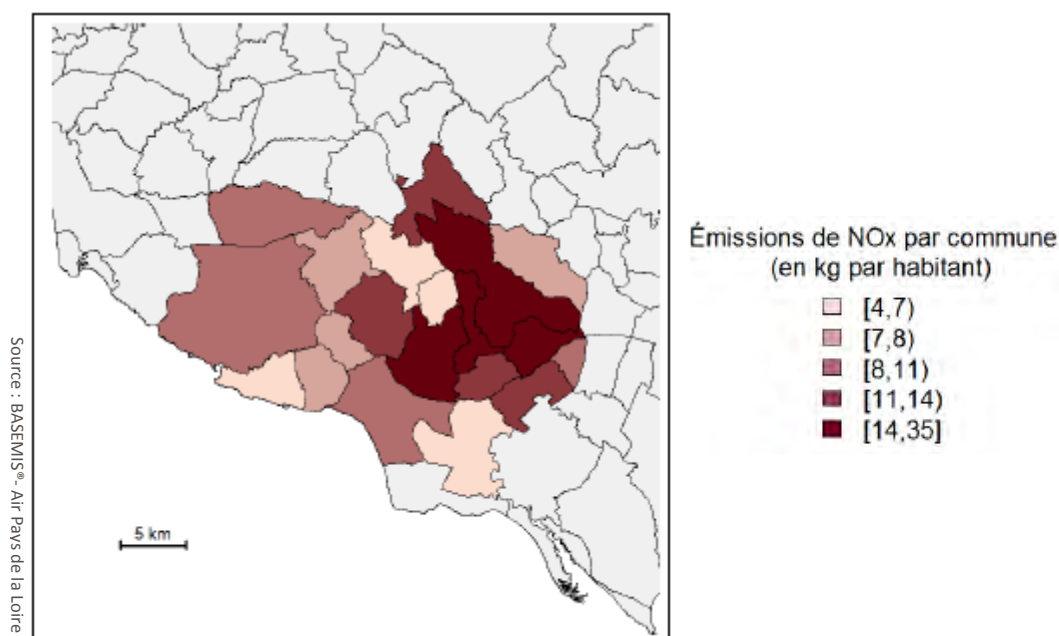 Émissions de NOx par commune
(en kg par habitant)
[4,7)
[7,8)
[8,11)
[11,14)
[14,35]
5 km
Source : BASEMIS®- Air Pays de la Loire